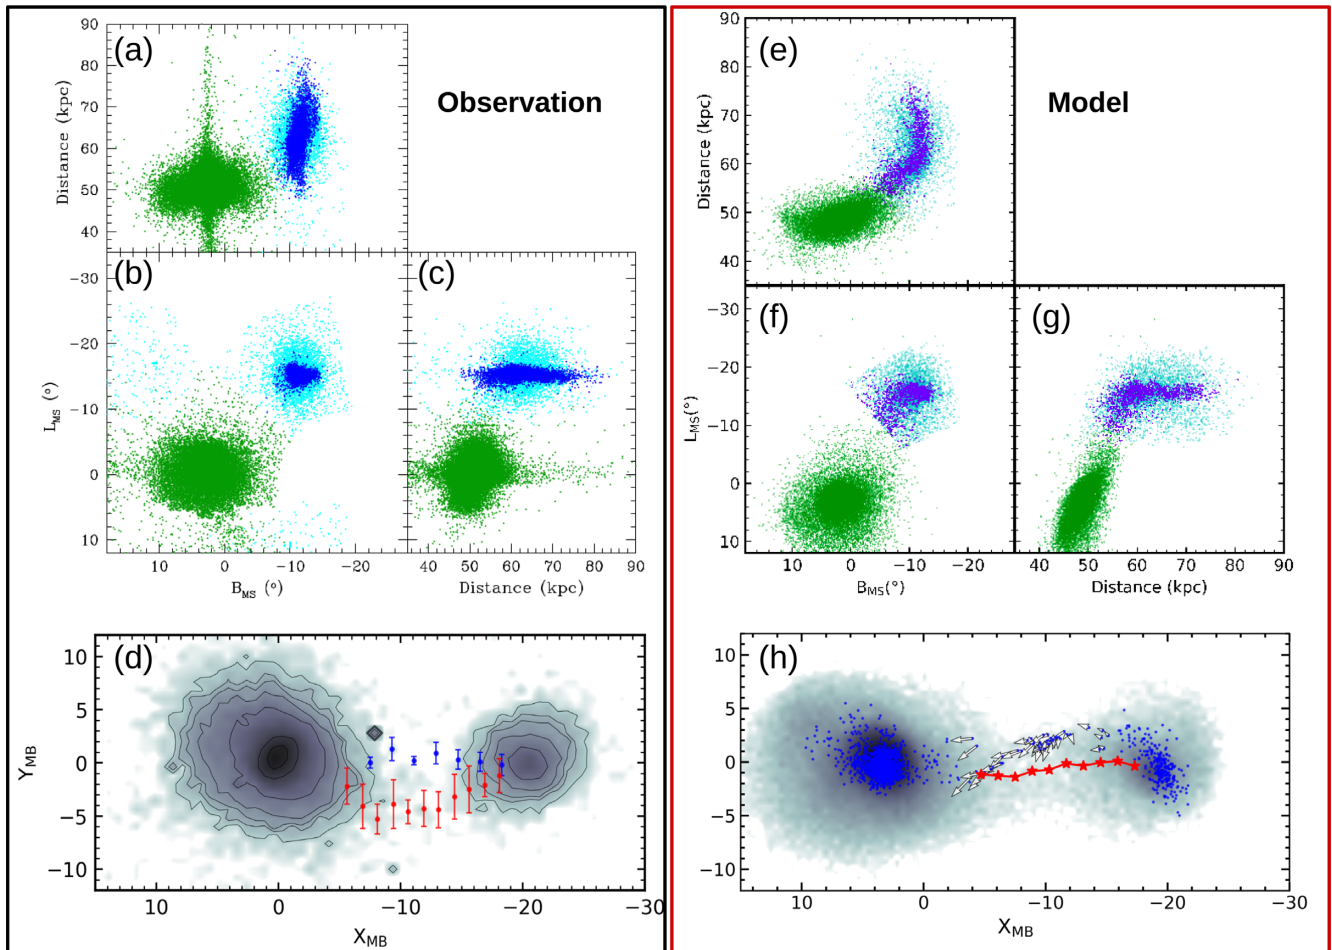 (a)
Observation
90
80
70
60
50
40
Distance (kpc)
(b)
(c)
−30
−20
−10
0
10
L_MS (°)
10 0 −10 −20
B_MS (°)
40 50 60 70 80 90
Distance (kpc)
(d)
10
5
0
−5
−10
Y_MB
10 0 −10 −20 −30
X_MB
(e)
Model
90
80
70
60
50
40
Distance (kpc)
(f)
(g)
−30
−20
−10
0
10
L_MS(°)
10 0 −10 −20
B_MS(°)
40 50 60 70 80 90
Distance (kpc)
(h)
10
5
0
−5
−10
10 0 −10 −20 −30
X_MB